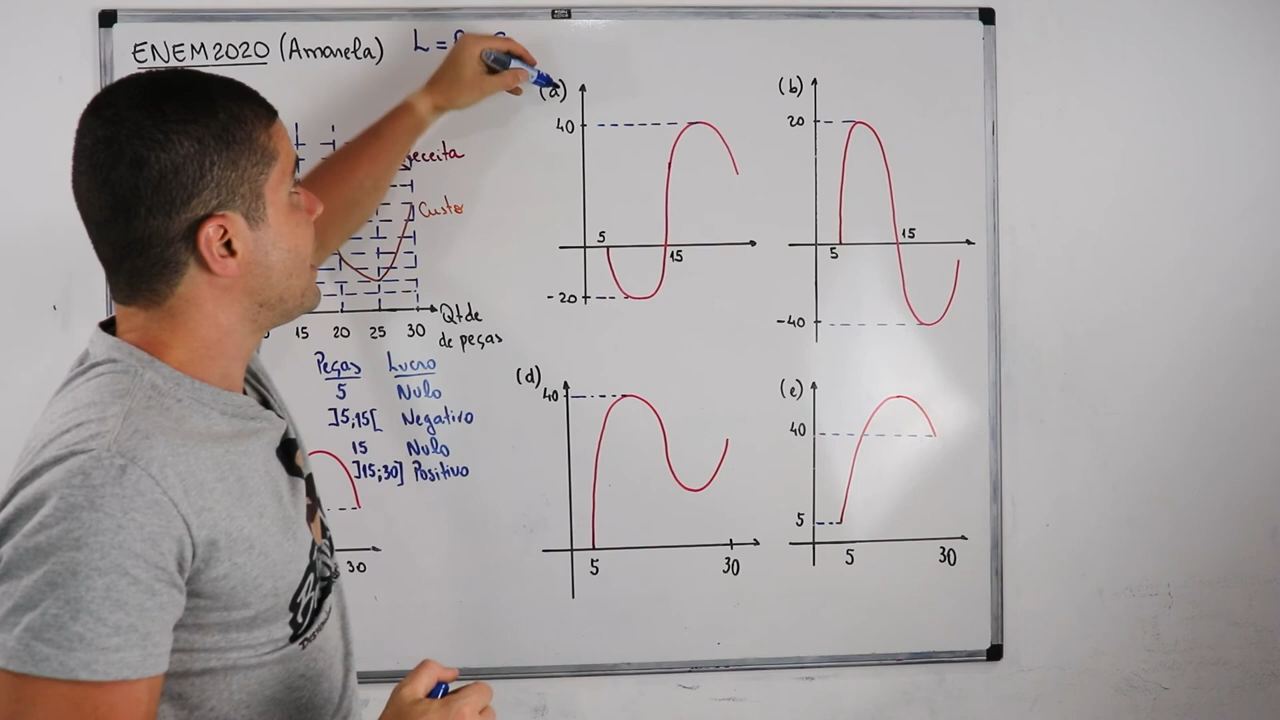 ENEM 2020 (Amarela) L =
Receita
Custo
15 20 25 30
Qtde
de peças
Peças Lucro
5 Nulo
]5;15[ Negativo
15 Nulo
]15;30] Positivo
30
(a)
40
5
15
-20
(b)
20
5
15
-40
(d)
40
5
30
(e)
40
5
5
30